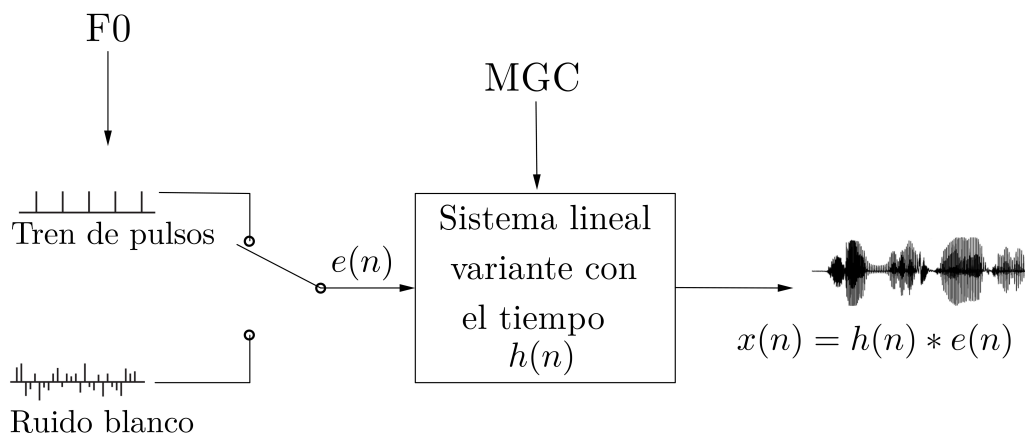 F0
MGC
Tren de pulsos
e(n)
Sistema lineal
variante con
el tiempo
h(n)
x(n) = h(n) ∗ e(n)
Ruido blanco